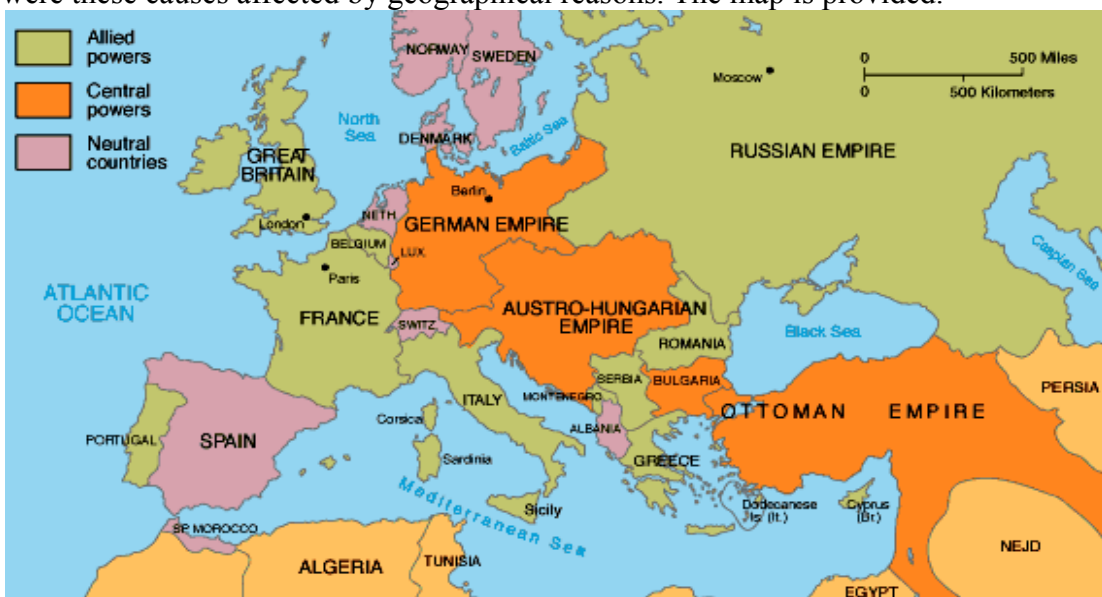 were these causes affected by geographical reasons. The map is provided.
Allied
powers
Central
powers
Neutral
countries
NORWAY
SWEDEN
0
500 Miles
0
500 Kilometers
Moscow
North
Sea
DENMARK
Baltic Sea
RUSSIAN EMPIRE
GREAT
BRITAIN
Berlin
London
NETH
GERMAN EMPIRE
BELGIUM
LUX
Caspian Sea
Paris
ATLANTIC
OCEAN
FRANCE
SWITZ
AUSTRO-HUNGARIAN
EMPIRE
ROMANIA
Black Sea
SERBIA
BULGARIA
PERSIA
MONTENEGRO
ITALY
OTTOMAN EMPIRE
Corsica
ALBANIA
PORTUGAL
SPAIN
GREECE
Sardinia
Mediterranean Sea
Sicily
Dodecanese
Is. (It.)
Cyprus
(Br.)
SP. MOROCCO
NEJD
ALGERIA
TUNISIA
EGYPT